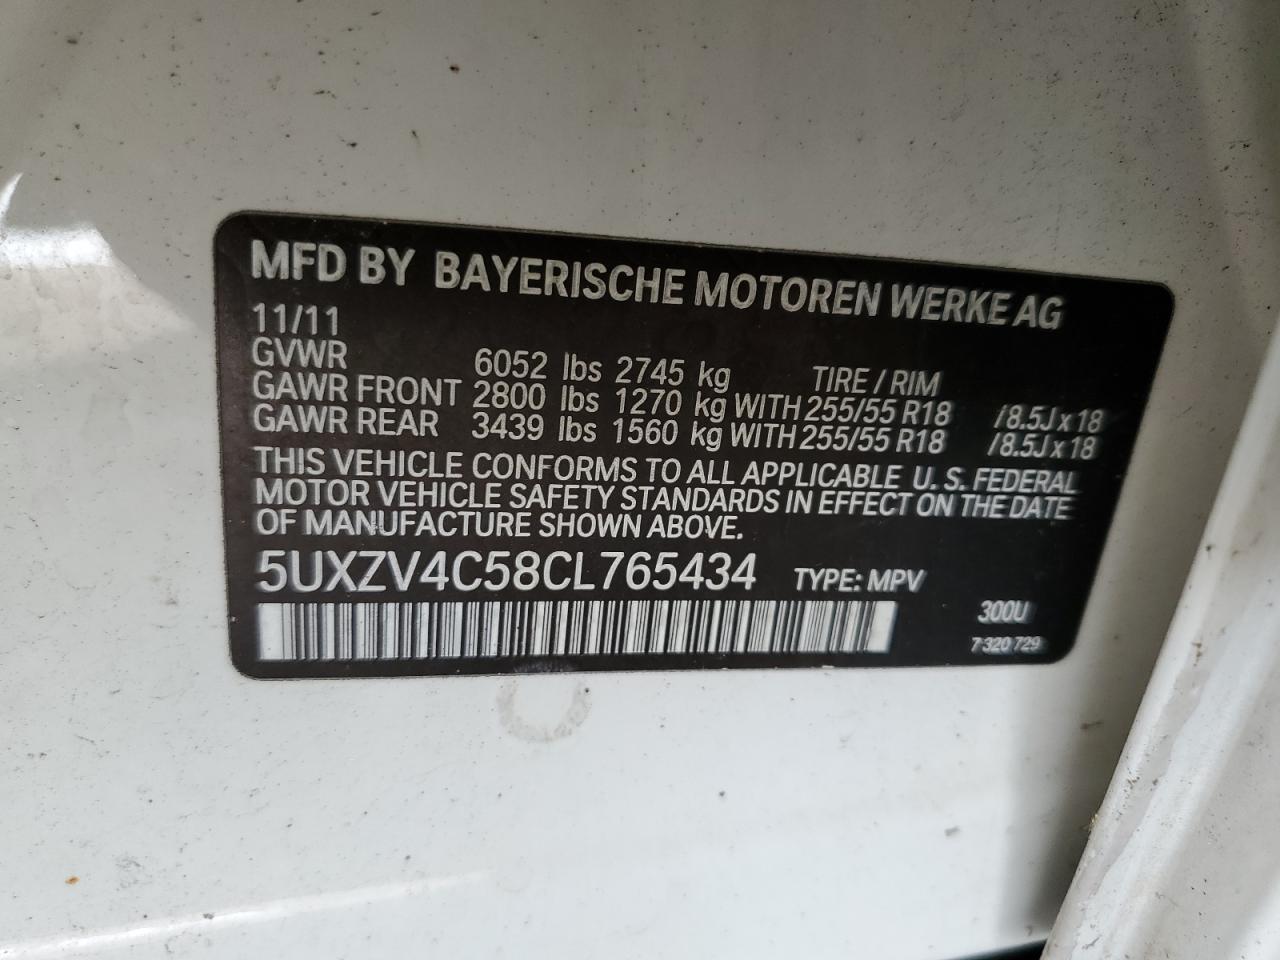 MFD BY BAYERISCHE MOTOREN WERKE AG
11/11
GVWR 6052 lbs 2745 kg TIRE / RIM
GAWR FRONT 2800 lbs 1270 kg WITH 255/55 R18 / 8.5J x 18
GAWR REAR 3439 lbs 1560 kg WITH 255/55 R18 / 8.5J x 18
THIS VEHICLE CONFORMS TO ALL APPLICABLE U. S. FEDERAL
MOTOR VEHICLE SAFETY STANDARDS IN EFFECT ON THE DATE
OF MANUFACTURE SHOWN ABOVE.
5UXZV4C58CL765434 TYPE: MPV
300U
7 320 729